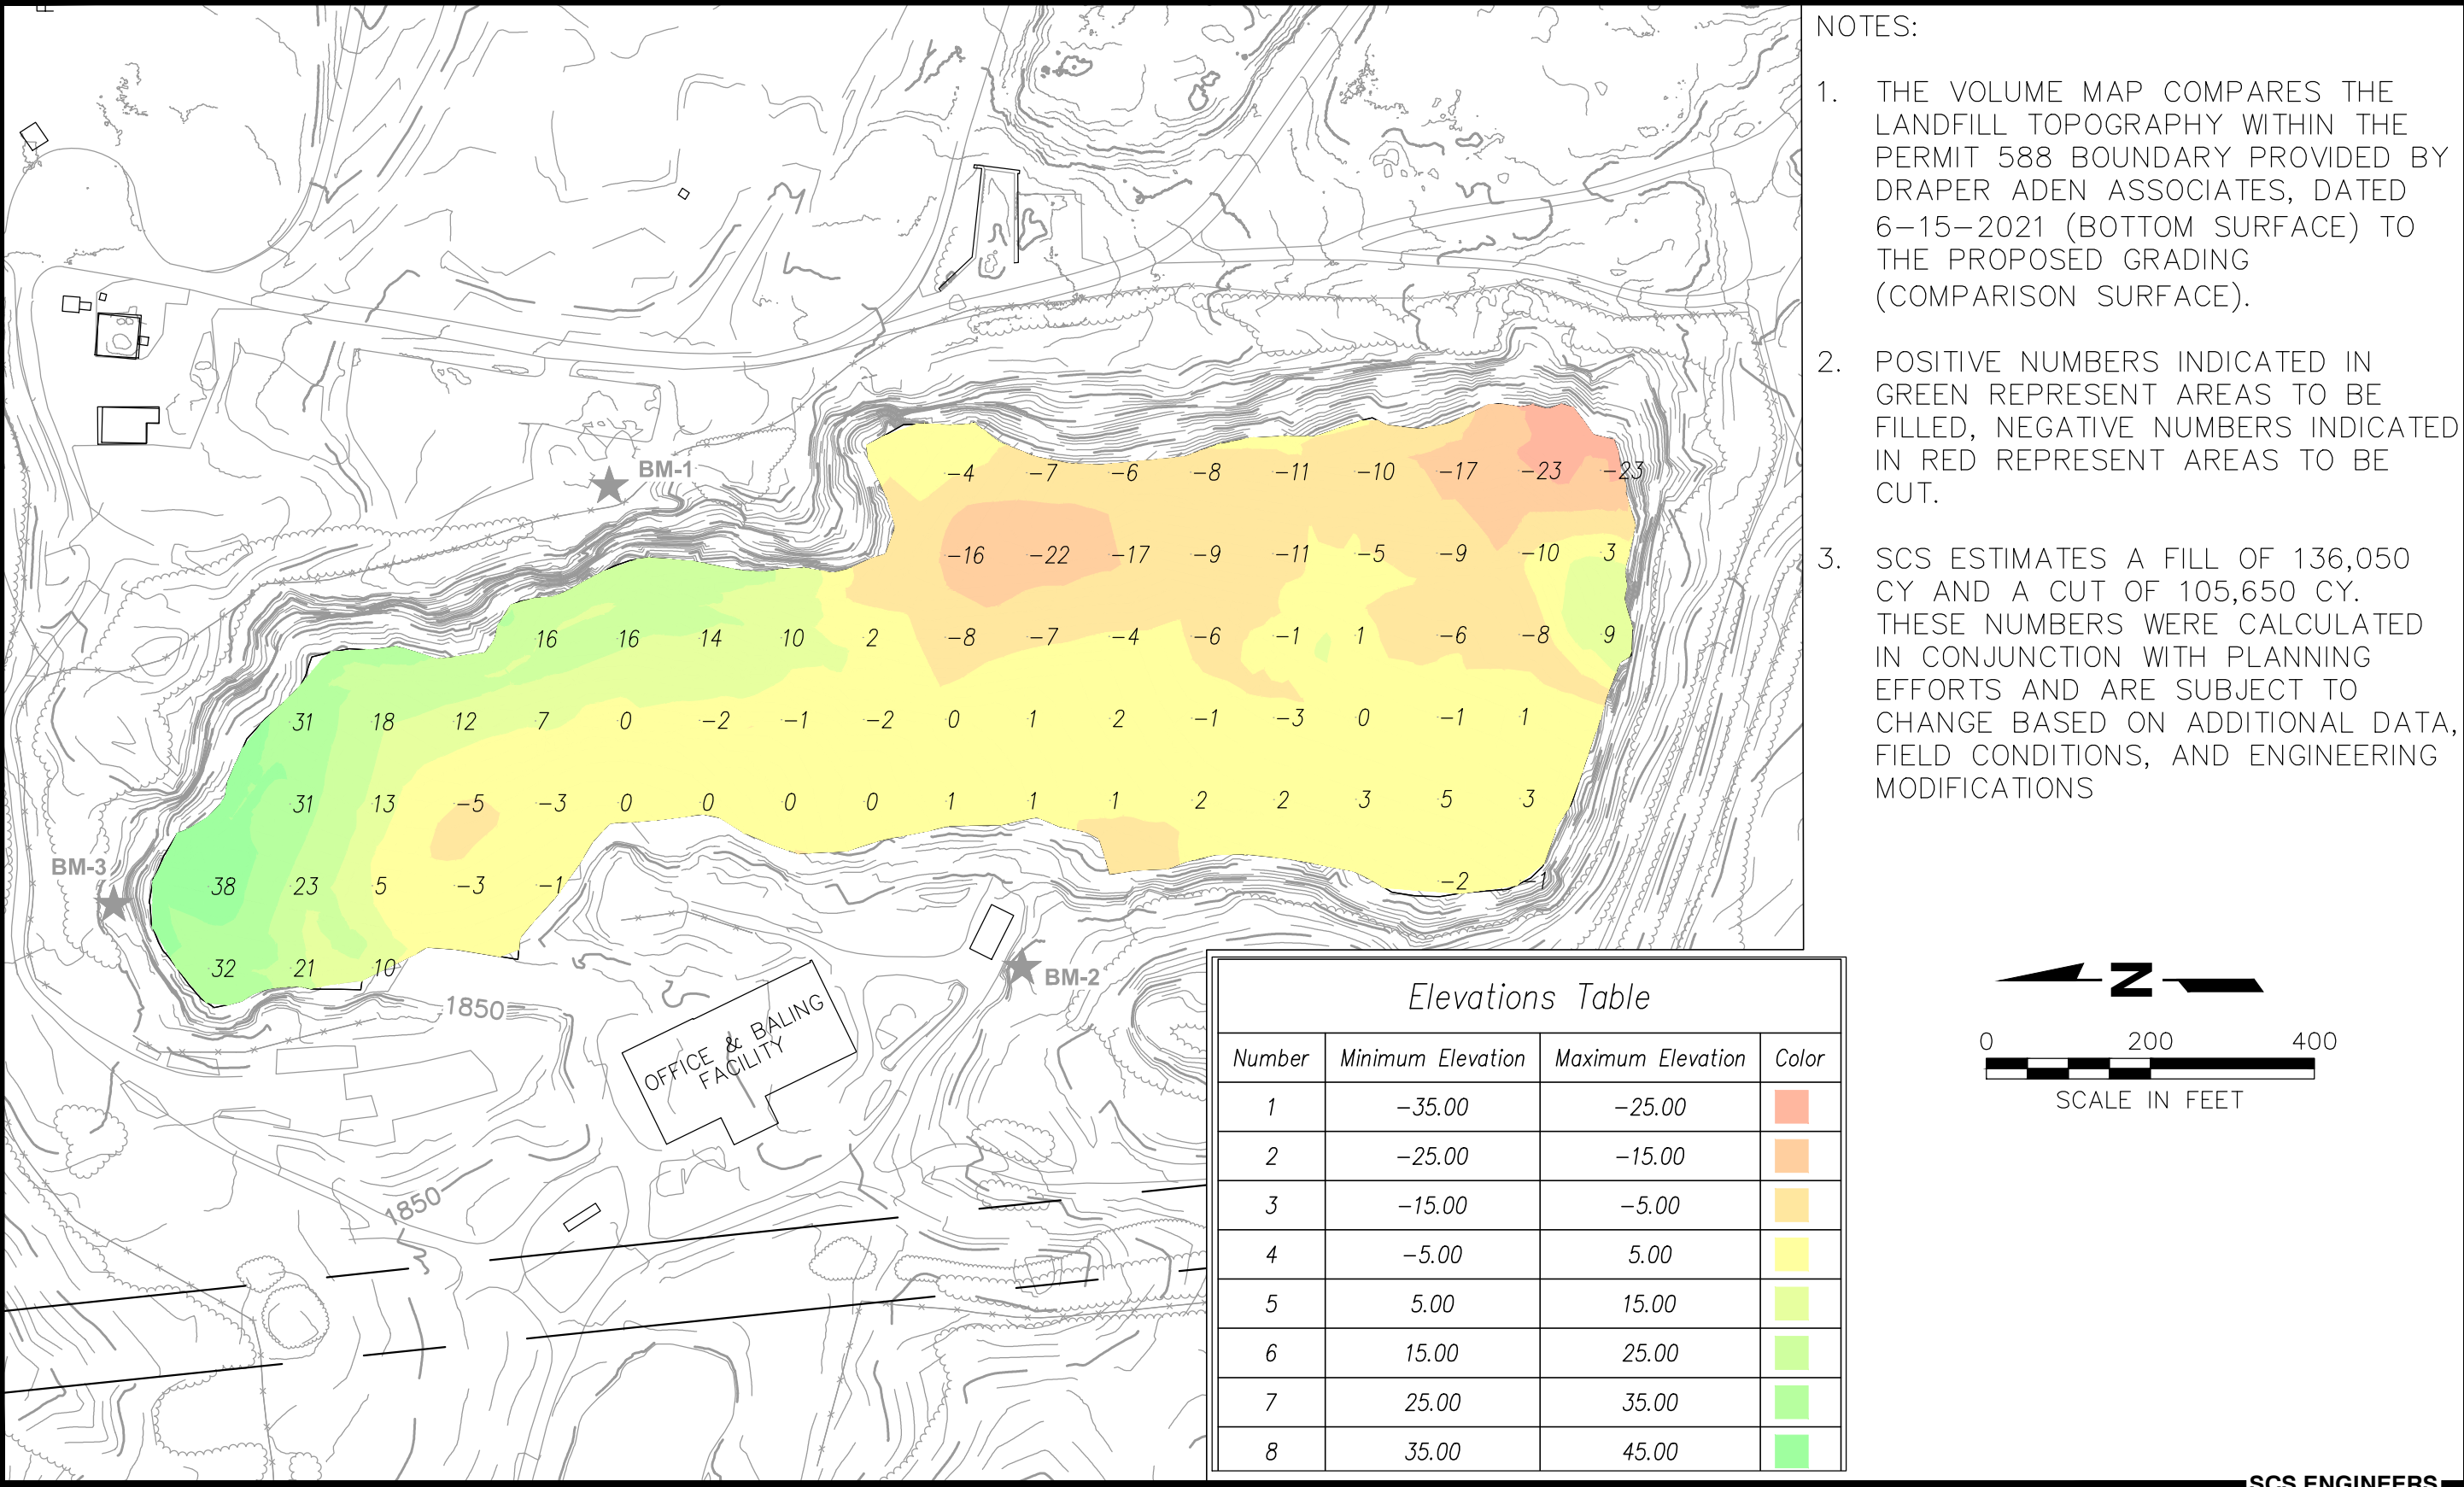 NOTES:
1. THE VOLUME MAP COMPARES THE
LANDFILL TOPOGRAPHY WITHIN THE
PERMIT 588 BOUNDARY PROVIDED BY
DRAPER ADEN ASSOCIATES, DATED
6-15-2021 (BOTTOM SURFACE) TO
THE PROPOSED GRADING
(COMPARISON SURFACE).
2. POSITIVE NUMBERS INDICATED IN
GREEN REPRESENT AREAS TO BE
FILLED, NEGATIVE NUMBERS INDICATED
IN RED REPRESENT AREAS TO BE
CUT.
3. SCS ESTIMATES A FILL OF 136,050
CY AND A CUT OF 105,650 CY.
THESE NUMBERS WERE CALCULATED
IN CONJUNCTION WITH PLANNING
EFFORTS AND ARE SUBJECT TO
CHANGE BASED ON ADDITIONAL DATA,
FIELD CONDITIONS, AND ENGINEERING
MODIFICATIONS
BM-1
-4 -7 -6 -8 -11 -10 -17 -23 -23
-16 -22 -17 -9 -11 -5 -9 -10 3
16 16 14 10 2 -8 -7 -4 -6 -1 1 -6 -8 9
31 18 12 7 0 -2 -1 -2 0 1 2 -1 -3 0 -1 1
31 13 -5 -3 0 0 0 0 1 1 1 2 2 3 5 3
BM-3
38 23 5 -3 -1 -2 -1
32 21 10
BM-2
1850
OFFICE & BALING
FACILITY
1850
Elevations Table
Number Minimum Elevation Maximum Elevation Color
1 -35.00 -25.00
2 -25.00 -15.00
3 -15.00 -5.00
4 -5.00 5.00
5 5.00 15.00
6 15.00 25.00
7 25.00 35.00
8 35.00 45.00
N
0 200 400
SCALE IN FEET
SCS ENGINEERS